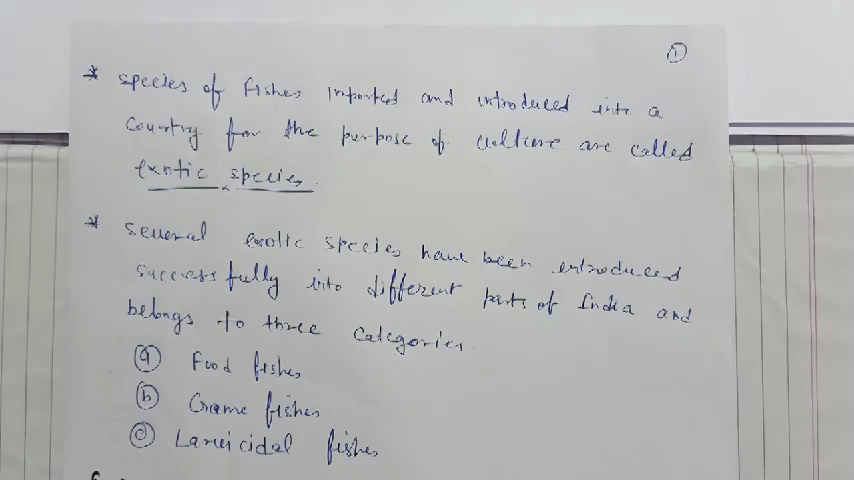 ①
* species of fishes imported and introduced into a
country for the purpose of culture are called
exotic species.
* several exotic species have been introduced
successfully into different parts of India and
belongs to three categories.
ⓐ Food fishes
ⓑ Game fishes
ⓒ Larvicidal fishes